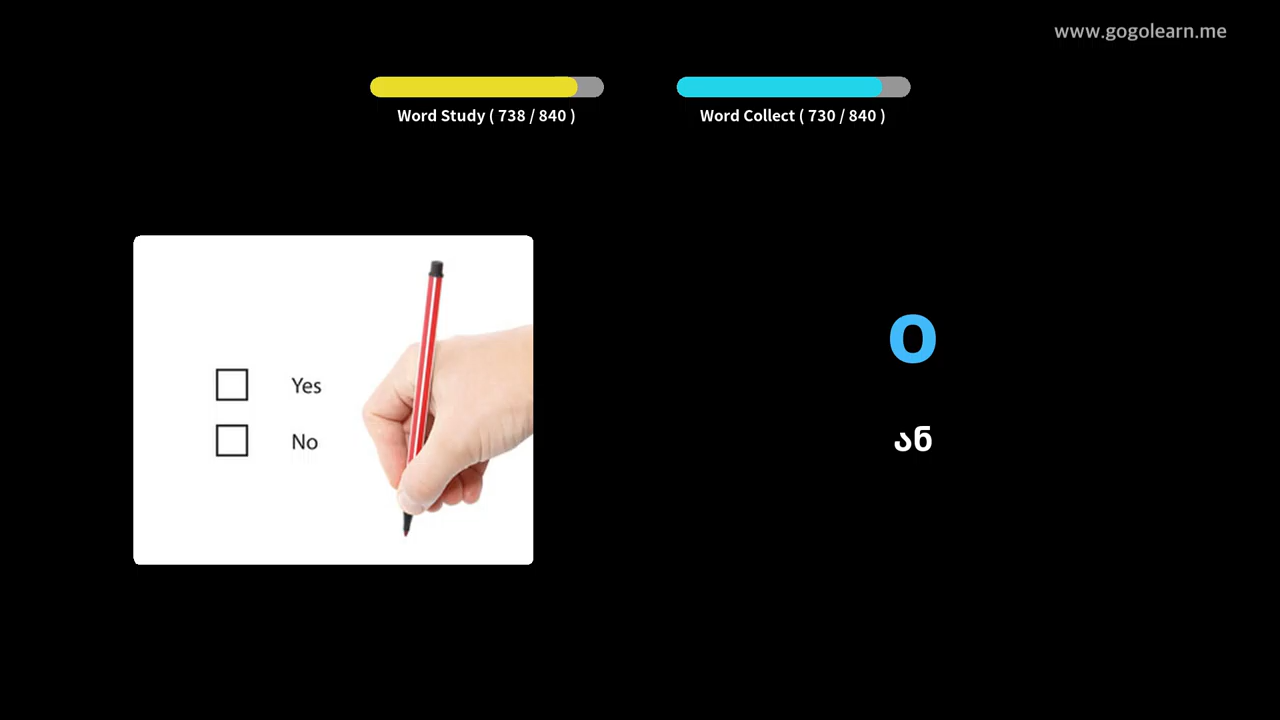 www.gogolearn.me
Word Study ( 738 / 840 )
Word Collect ( 730 / 840 )
Yes
No
o
ან